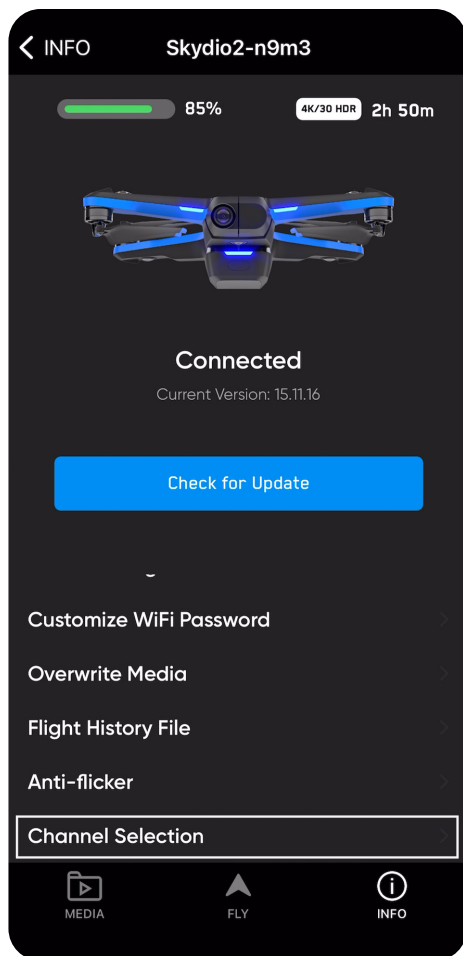 INFO Skydio2-n9m3
85% 4K/30 HDR 2h 50m
Connected
Current Version: 15.11.16
Check for Update
Customize WiFi Password
Overwrite Media
Flight History File
Anti-flicker
Channel Selection
MEDIA FLY INFO